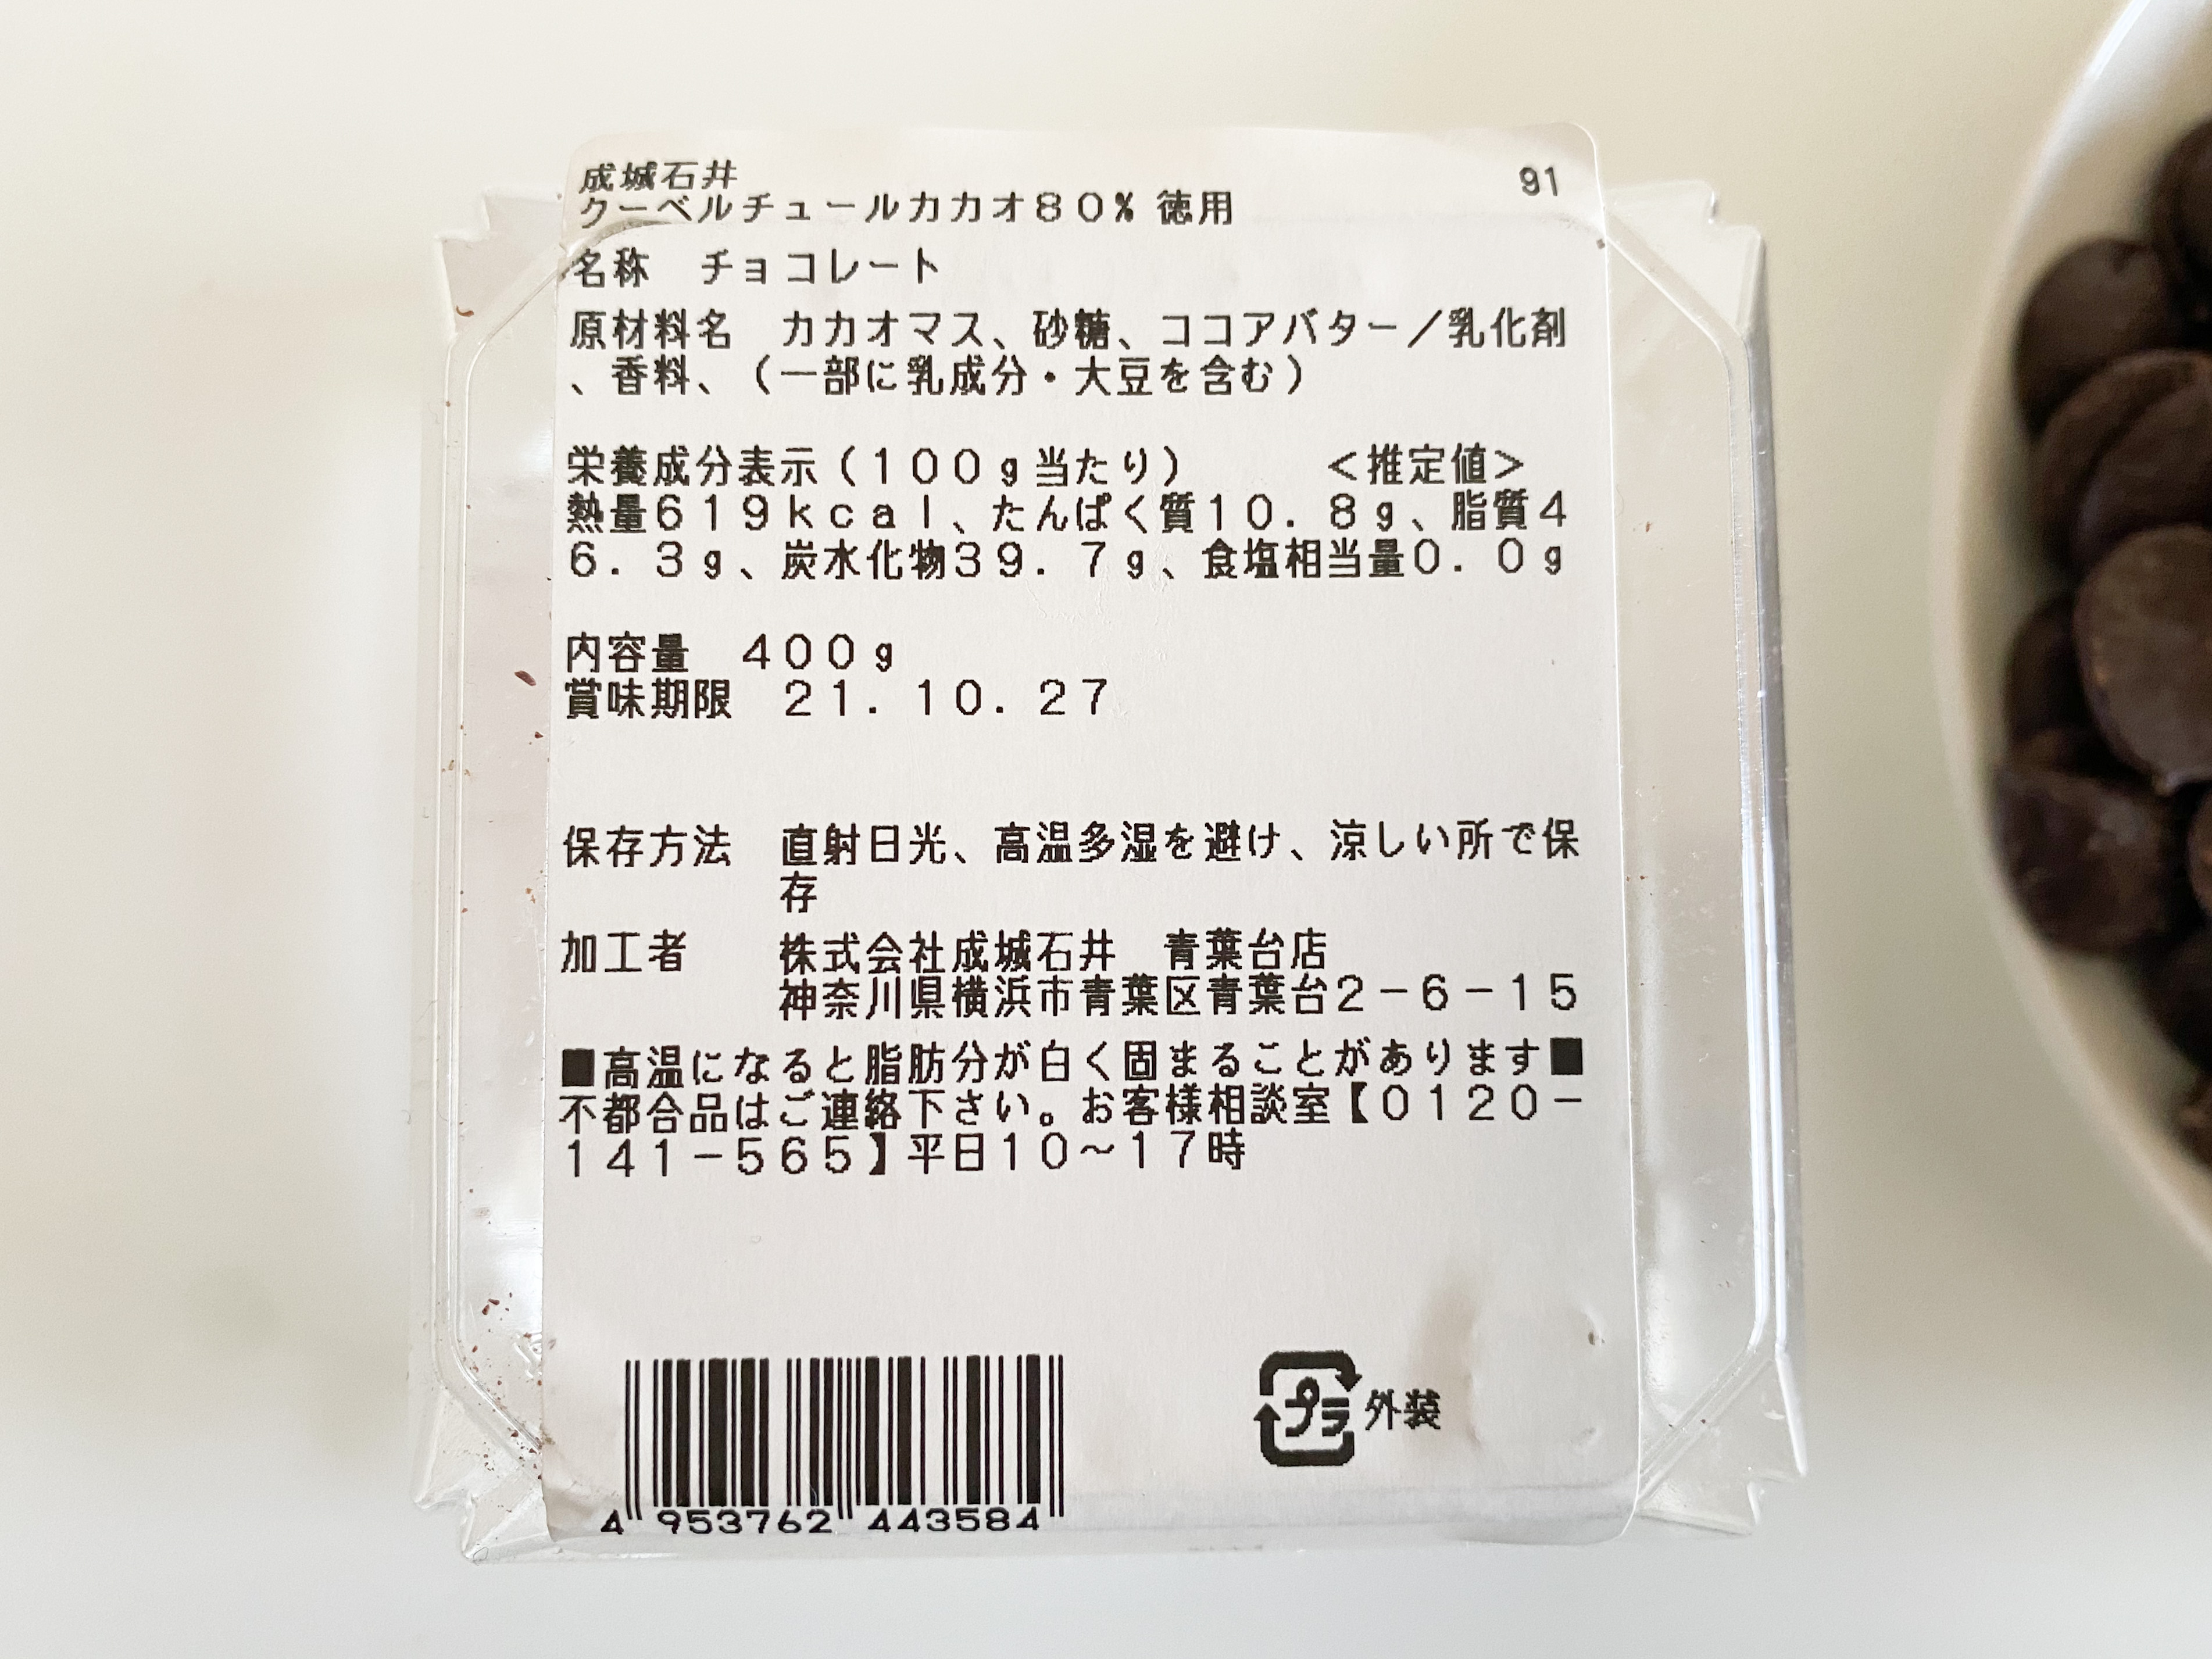 成城石井
クーベルチュールカカオ80% 徳用
91
名称　チョコレート
原材料名　カカオマス、砂糖、ココアバター／乳化剤
、香料、（一部に乳成分・大豆を含む）
栄養成分表示（100g当たり）　　　＜推定値＞
熱量619kcal、たんぱく質10.8g、脂質4
6.3g、炭水化物39.7g、食塩相当量0.0g
内容量　400g
賞味期限　21.10.27
保存方法　直射日光、高温多湿を避け、涼しい所で保
存
加工者　　株式会社成城石井　青葉台店
神奈川県横浜市青葉区青葉台2－6－15
■高温になると脂肪分が白く固まることがあります■
不都合品はご連絡下さい。お客様相談室【0120－
141－565】平日10～17時
プラ 外装
4 953762 443584